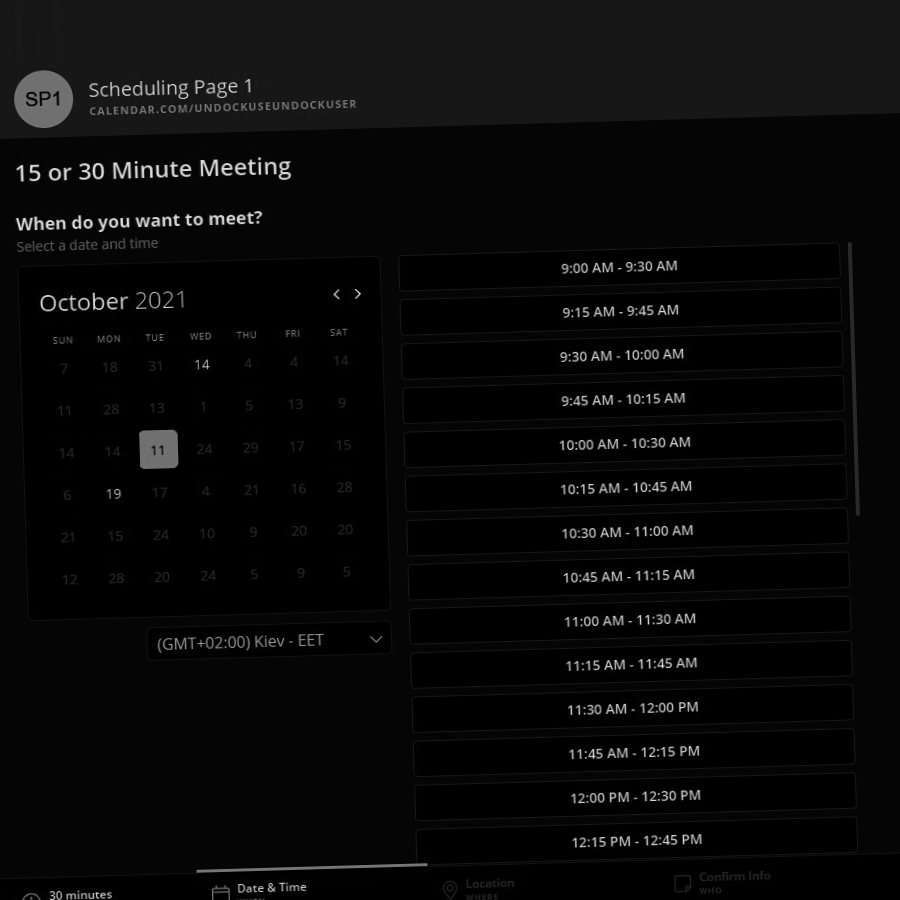 SP1
Scheduling Page 1
CALENDAR.COM/UNDOCKUSEUNDOCKUSER
15 or 30 Minute Meeting
When do you want to meet?
Select a date and time
October 2021
SUN MON TUE WED THU FRI SAT
7 18 31 14 4 4 14
11 28 13 1 5 13 9
14 14 11 24 29 17 15
6 19 17 4 21 16 28
21 15 24 10 9 20 20
12 28 20 24 5 9 5
(GMT+02:00) Kiev - EET
9:00 AM - 9:30 AM
9:15 AM - 9:45 AM
9:30 AM - 10:00 AM
9:45 AM - 10:15 AM
10:00 AM - 10:30 AM
10:15 AM - 10:45 AM
10:30 AM - 11:00 AM
10:45 AM - 11:15 AM
11:00 AM - 11:30 AM
11:15 AM - 11:45 AM
11:30 AM - 12:00 PM
11:45 AM - 12:15 PM
12:00 PM - 12:30 PM
12:15 PM - 12:45 PM
30 minutes
Date & Time
Location
WHERE
Confirm Info
WHO